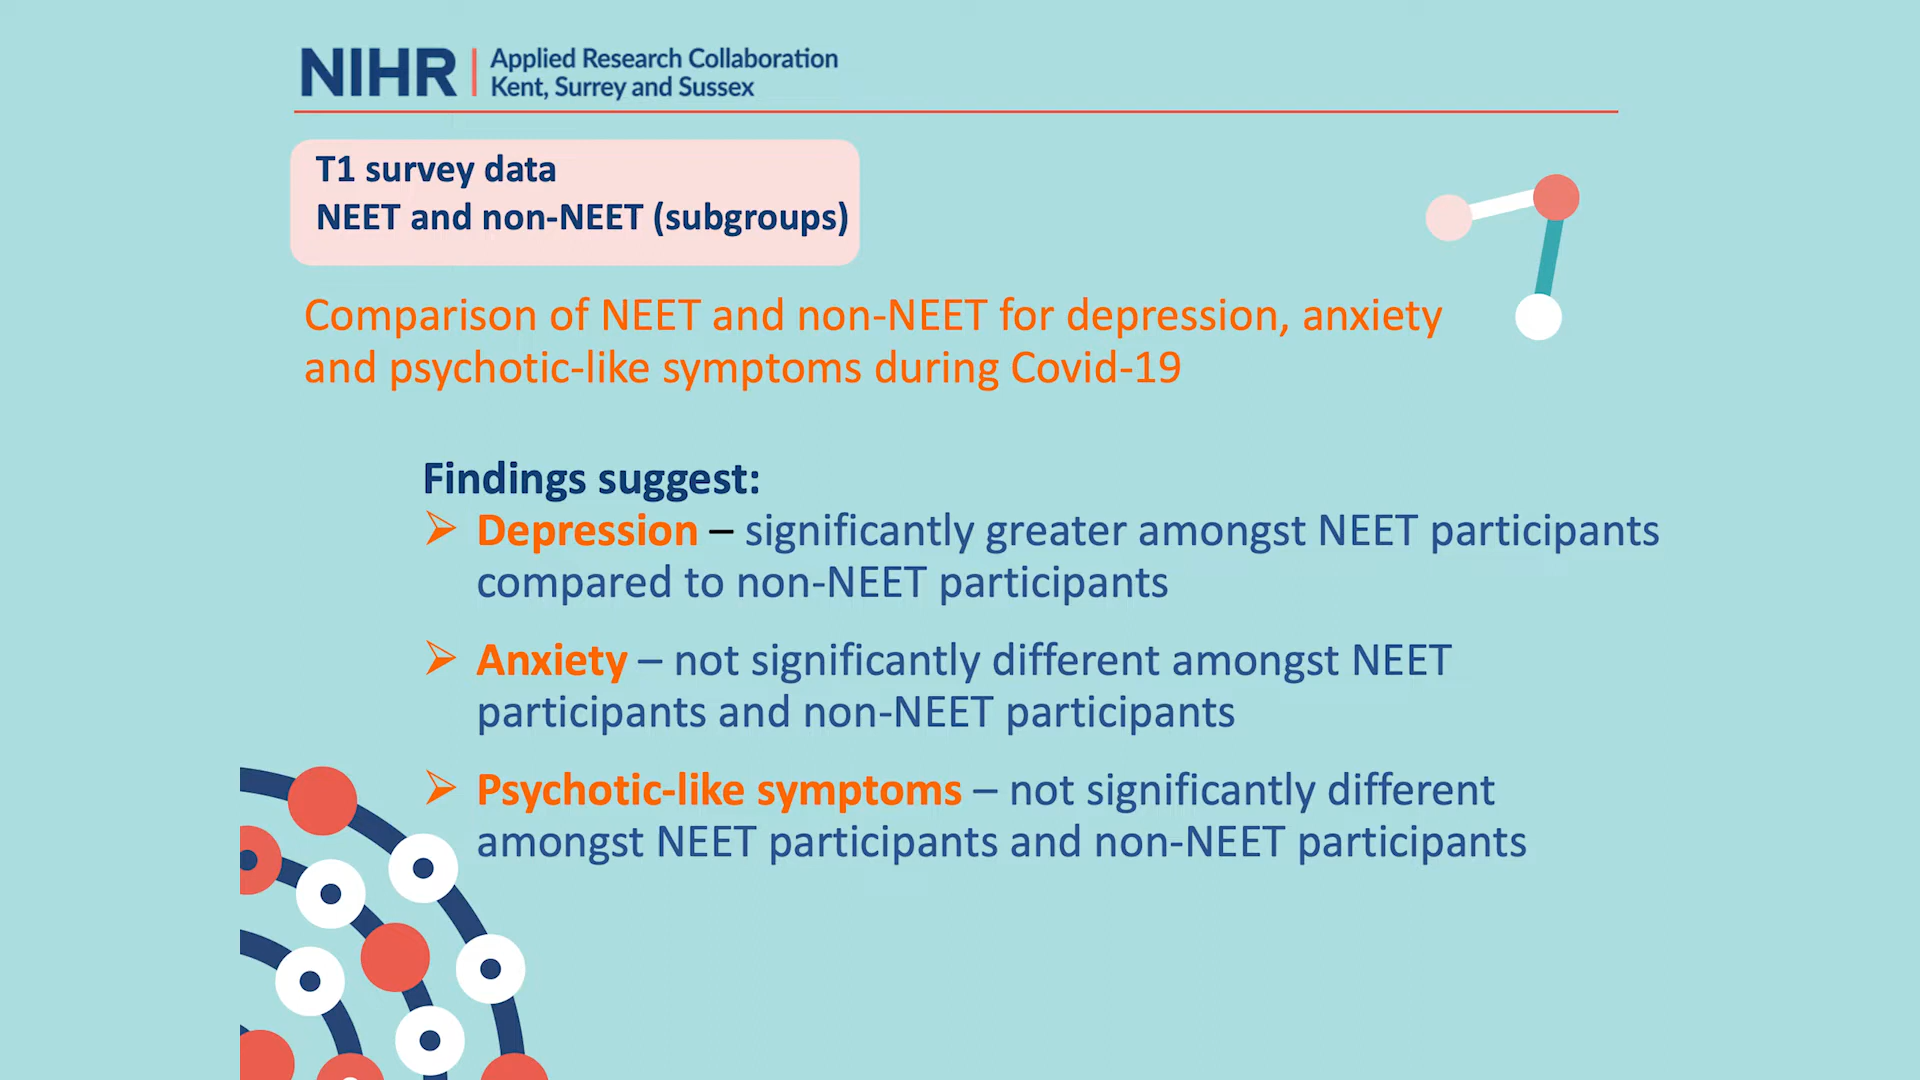 NIHR | Applied Research Collaboration
Kent, Surrey and Sussex
T1 survey data
NEET and non-NEET (subgroups)
Comparison of NEET and non-NEET for depression, anxiety
and psychotic-like symptoms during Covid-19
Findings suggest:
➢ Depression – significantly greater amongst NEET participants
compared to non-NEET participants
➢ Anxiety – not significantly different amongst NEET
participants and non-NEET participants
➢ Psychotic-like symptoms – not significantly different
amongst NEET participants and non-NEET participants